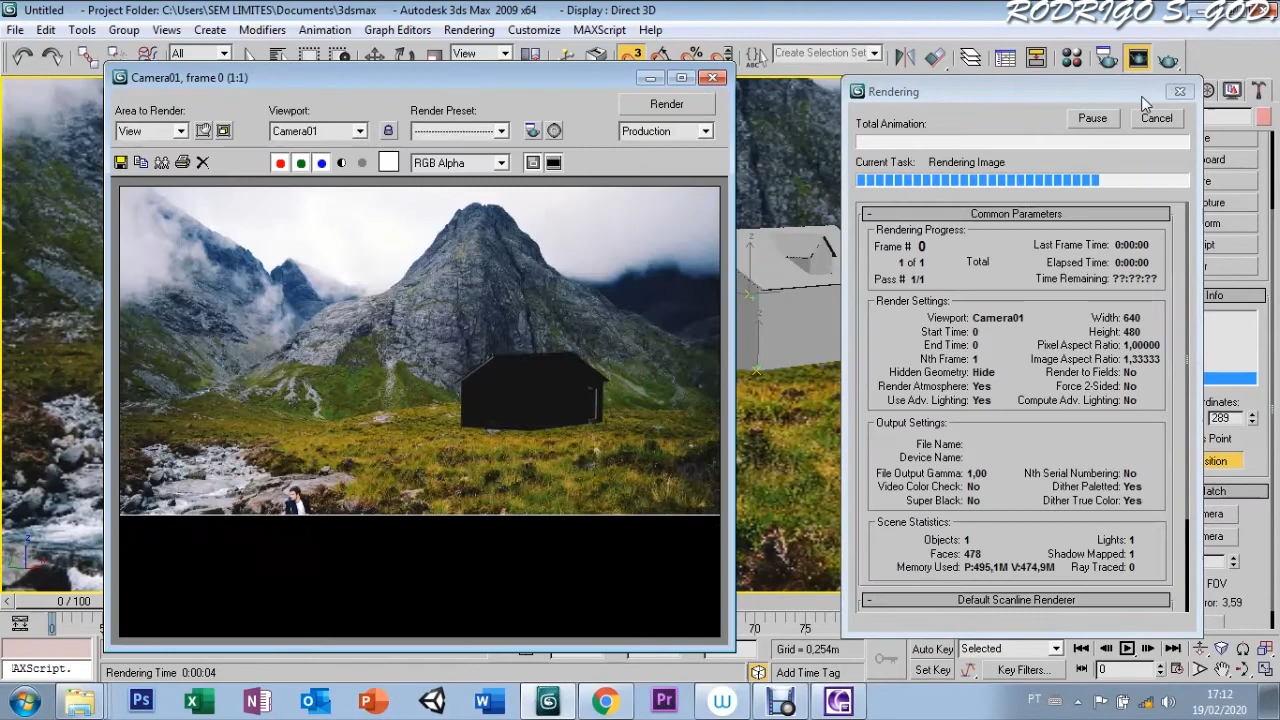 Untitled - Project Folder: C:\Users\SEM LIMITES\Documents\3dsmax - Autodesk 3ds Max 2009 x64 - Display : Direct 3D
RODRIGO S. GOD
File Edit Tools Group Views Create Modifiers Animation Graph Editors Rendering Customize MAXScript Help
All
View
3
Create Selection Set
Camera01, frame 0 (1:1)
Area to Render:
View
Viewport:
Camera01
Render Preset:
Render
Production
RGB Alpha
Rendering
Total Animation:
Pause
Cancel
Current Task: Rendering Image
Common Parameters
Rendering Progress:
Frame # 0
Last Frame Time: 0:00:00
1 of 1 Total
Elapsed Time: 0:00:00
Pass # 1/1
Time Remaining: ??:??:??
Render Settings:
Viewport: Camera01
Width: 640
Start Time: 0
Height: 480
End Time: 0
Pixel Aspect Ratio: 1,00000
Nth Frame: 1
Image Aspect Ratio: 1,33333
Hidden Geometry: Hide
Render to Fields: No
Render Atmosphere: Yes
Force 2-Sided: No
Use Adv. Lighting: Yes
Compute Adv. Lighting: No
Output Settings:
File Name:
Device Name:
File Output Gamma: 1,00
Nth Serial Numbering: No
Video Color Check: No
Dither Paletted: Yes
Super Black: No
Dither True Color: Yes
Scene Statistics:
Objects: 1
Lights: 1
Faces: 478
Shadow Mapped: 1
Memory Used: P:495,1M V:474,9M
Ray Traced: 0
Default Scanline Renderer
Info
289
Point
FOV
0 / 100
70
75
AXScript.
Rendering Time 0:00:04
Grid = 0,254m
Add Time Tag
Auto Key
Selected
Set Key
Key Filters...
0
PT
17:12
19/02/2020